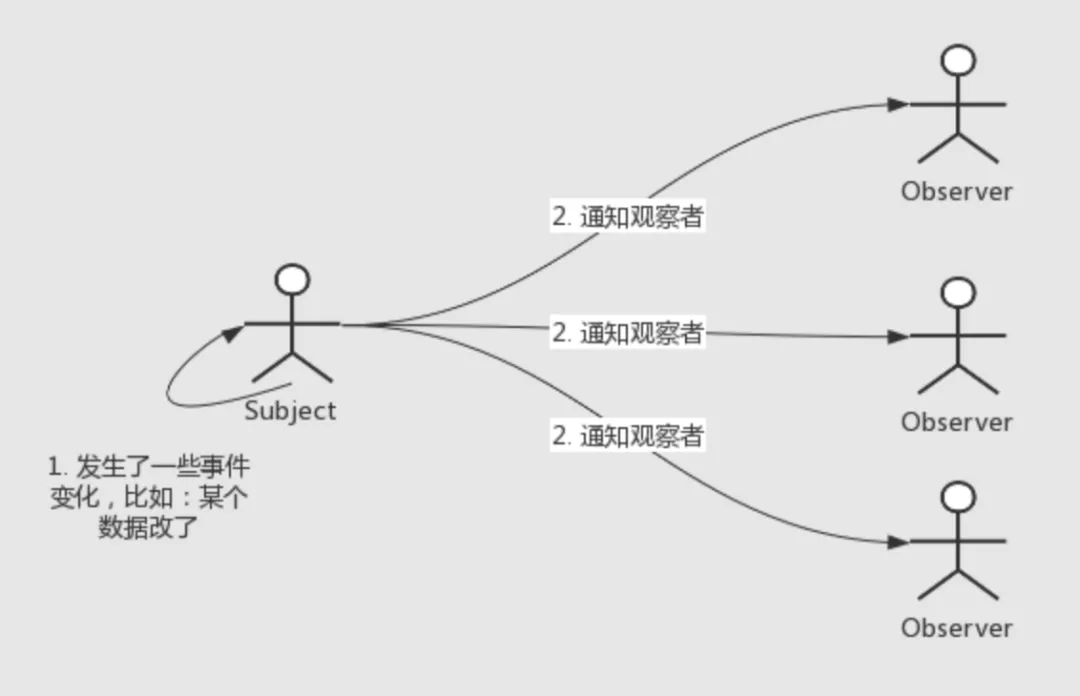 Observer
2. 通知观察者
Subject
2. 通知观察者
Observer
2. 通知观察者
1. 发生了一些事件
变化，比如：某个
数据改了
Observer